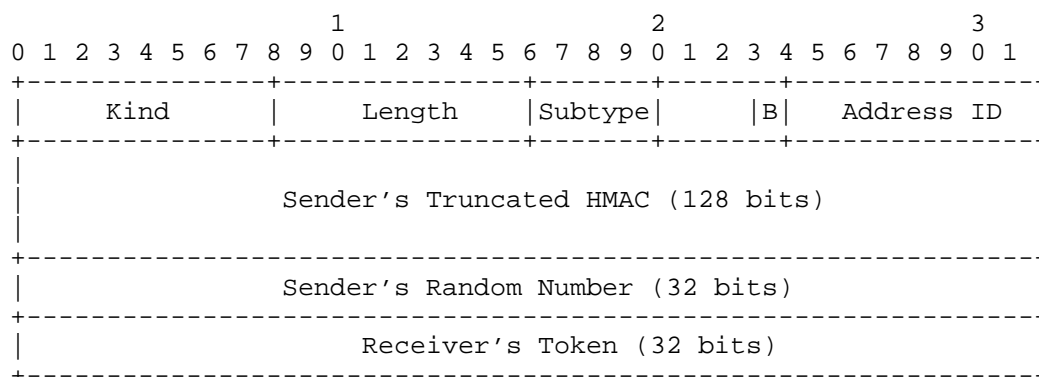 1 2 3
0 1 2 3 4 5 6 7 8 9 0 1 2 3 4 5 6 7 8 9 0 1 2 3 4 5 6 7 8 9 0 1
Kind | Length |Subtype| |B| Address ID
Sender's Truncated HMAC (128 bits)
Sender's Random Number (32 bits)
Receiver's Token (32 bits)